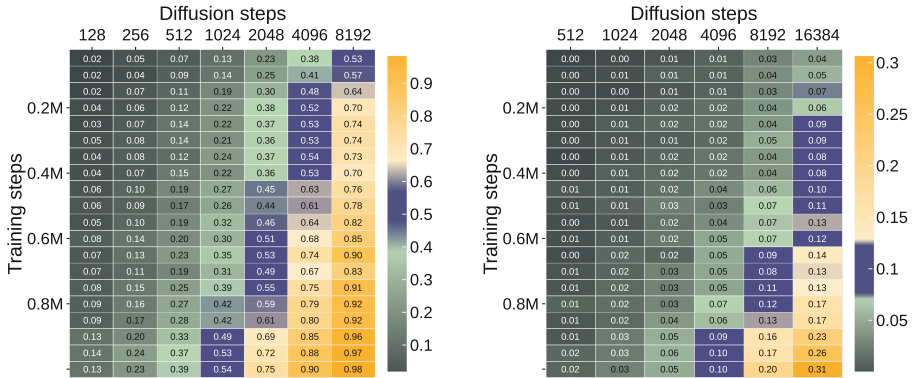 Diffusion steps
128 256 512 1024 2048 4096 8192
Training steps
0.02 0.05 0.07 0.13 0.23 0.38 0.53
0.02 0.04 0.09 0.14 0.25 0.41 0.57
0.02 0.07 0.11 0.19 0.30 0.48 0.64
0.2M 0.04 0.06 0.12 0.22 0.38 0.52 0.70
0.03 0.07 0.14 0.22 0.37 0.53 0.74
0.05 0.08 0.14 0.21 0.36 0.53 0.73
0.04 0.08 0.12 0.24 0.37 0.54 0.73
0.4M 0.04 0.07 0.15 0.22 0.36 0.53 0.70
0.06 0.10 0.19 0.27 0.45 0.63 0.76
0.06 0.09 0.17 0.26 0.44 0.61 0.78
0.05 0.10 0.19 0.32 0.46 0.64 0.82
0.6M 0.08 0.14 0.20 0.30 0.51 0.68 0.85
0.07 0.13 0.23 0.35 0.53 0.74 0.90
0.07 0.11 0.19 0.31 0.49 0.67 0.83
0.08 0.15 0.25 0.39 0.55 0.75 0.91
0.8M 0.09 0.16 0.27 0.42 0.59 0.79 0.92
0.09 0.17 0.28 0.42 0.61 0.80 0.92
0.13 0.20 0.33 0.49 0.69 0.85 0.96
0.14 0.24 0.37 0.53 0.72 0.88 0.97
0.13 0.23 0.39 0.54 0.75 0.90 0.98
0.9
0.8
0.7
0.6
0.5
0.4
0.3
0.2
0.1
Diffusion steps
512 1024 2048 4096 8192 16384
Training steps
0.00 0.00 0.01 0.01 0.03 0.04
0.00 0.01 0.01 0.01 0.04 0.05
0.00 0.01 0.01 0.01 0.03 0.07
0.2M 0.00 0.01 0.01 0.02 0.04 0.06
0.00 0.01 0.02 0.02 0.04 0.09
0.00 0.01 0.02 0.02 0.04 0.09
0.00 0.01 0.01 0.02 0.04 0.08
0.4M 0.00 0.01 0.01 0.02 0.04 0.08
0.01 0.01 0.02 0.04 0.06 0.10
0.00 0.01 0.03 0.03 0.07 0.11
0.00 0.01 0.02 0.04 0.07 0.13
0.6M 0.01 0.01 0.02 0.05 0.07 0.12
0.01 0.02 0.02 0.05 0.09 0.14
0.01 0.02 0.03 0.05 0.08 0.13
0.01 0.01 0.02 0.05 0.11 0.13
0.8M 0.01 0.02 0.03 0.07 0.12 0.17
0.01 0.02 0.04 0.06 0.13 0.17
0.01 0.03 0.04 0.09 0.16 0.23
0.02 0.03 0.06 0.10 0.17 0.26
0.02 0.03 0.05 0.10 0.20 0.31
0.3
0.25
0.2
0.15
0.1
0.05